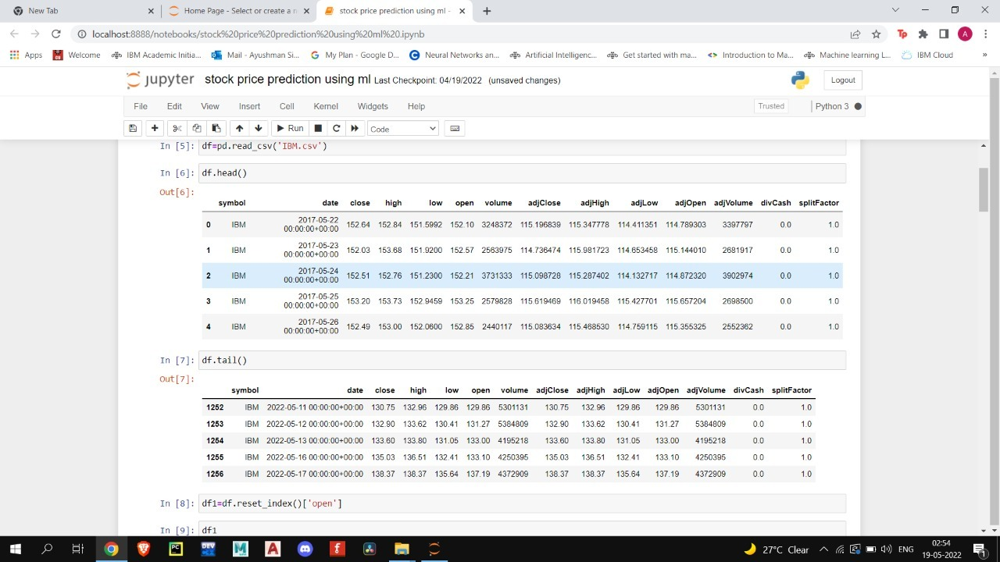 New Tab
Home Page - Select or create a n
stock price prediction using ml -
localhost:8888/notebooks/stock%20price%20prediction%20using%20ml%20.ipynb
A
Apps
Welcome
IBM Academic Initia...
Mail - Ayushman Si...
My Plan - Google D...
Neural Networks an...
Artificial Intelligenc...
Get started with ma...
Introduction to Ma...
Machine learning L...
IBM Cloud
»
jupyter stock price prediction using ml Last Checkpoint: 04/19/2022 (unsaved changes)
Logout
File Edit View Insert Cell Kernel Widgets Help
Trusted
Python 3
Run
Code
In [5]: df=pd.read_csv('IBM.csv')
In [6]: df.head()
Out[6]:
symbol date close high low open volume adjClose adjHigh adjLow adjOpen adjVolume divCash splitFactor
0 IBM 2017-05-22 00:00:00+00:00 152.64 152.84 151.5992 152.10 3248372 115.196839 115.347778 114.411351 114.789303 3397797 0.0 1.0
1 IBM 2017-05-23 00:00:00+00:00 152.03 153.68 151.9200 152.57 2563975 114.736474 115.981723 114.653458 115.144010 2681917 0.0 1.0
2 IBM 2017-05-24 00:00:00+00:00 152.51 152.76 151.2300 152.21 3731333 115.098728 115.287402 114.132717 114.872320 3902974 0.0 1.0
3 IBM 2017-05-25 00:00:00+00:00 153.20 153.73 152.9459 153.25 2579828 115.619469 116.019458 115.427701 115.657204 2698500 0.0 1.0
4 IBM 2017-05-26 00:00:00+00:00 152.49 153.00 152.0600 152.85 2440117 115.083634 115.468530 114.759115 115.355325 2552362 0.0 1.0
In [7]: df.tail()
Out[7]:
symbol date close high low open volume adjClose adjHigh adjLow adjOpen adjVolume divCash splitFactor
1252 IBM 2022-05-11 00:00:00+00:00 130.75 132.96 129.86 129.86 5301131 130.75 132.96 129.86 129.86 5301131 0.0 1.0
1253 IBM 2022-05-12 00:00:00+00:00 132.90 133.62 130.41 131.27 5384809 132.90 133.62 130.41 131.27 5384809 0.0 1.0
1254 IBM 2022-05-13 00:00:00+00:00 133.60 133.80 131.05 133.00 4195218 133.60 133.80 131.05 133.00 4195218 0.0 1.0
1255 IBM 2022-05-16 00:00:00+00:00 135.03 136.51 132.41 133.10 4250395 135.03 136.51 132.41 133.10 4250395 0.0 1.0
1256 IBM 2022-05-17 00:00:00+00:00 138.37 138.37 135.64 137.19 4372909 138.37 138.37 135.64 137.19 4372909 0.0 1.0
In [8]: df1=df.reset_index()['open']
In [9]: df1
27°C Clear
ENG
02:54
19-05-2022